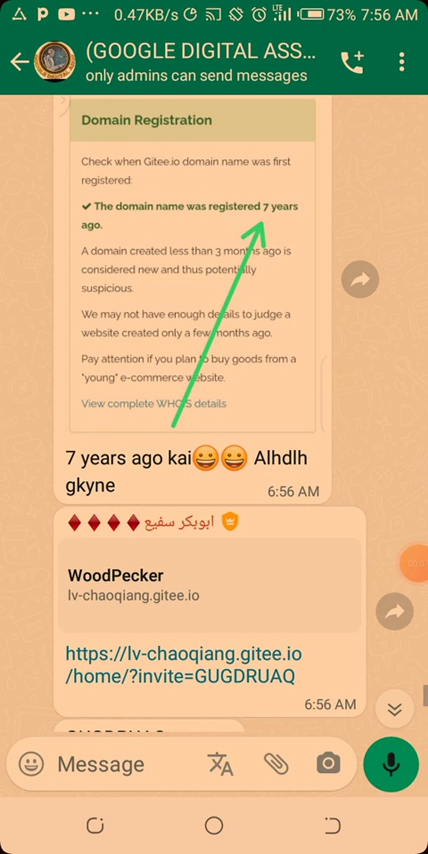 0.47KB/s LTE 73% 7:56 AM
(GOOGLE DIGITAL ASS...
only admins can send messages
Domain Registration
Check when Gitee.io domain name was first
registered:
✔ The domain name was registered 7 years
ago.
A domain created less than 3 months ago is
considered new and thus potentially
suspicious.
We may not have enough details to judge a
website created only a few months ago.
Pay attention if you plan to buy goods from a
"young" e-commerce website.
View complete WHOIS details
7 years ago kai😀😀 Alhdlh
gkyne
6:56 AM
♦️♦️♦️♦️ ابوبكر سفيع
WoodPecker
lv-chaoqiang.gitee.io
https://lv-chaoqiang.gitee.io
/home/?invite=GUGDRUAQ
6:56 AM
Message